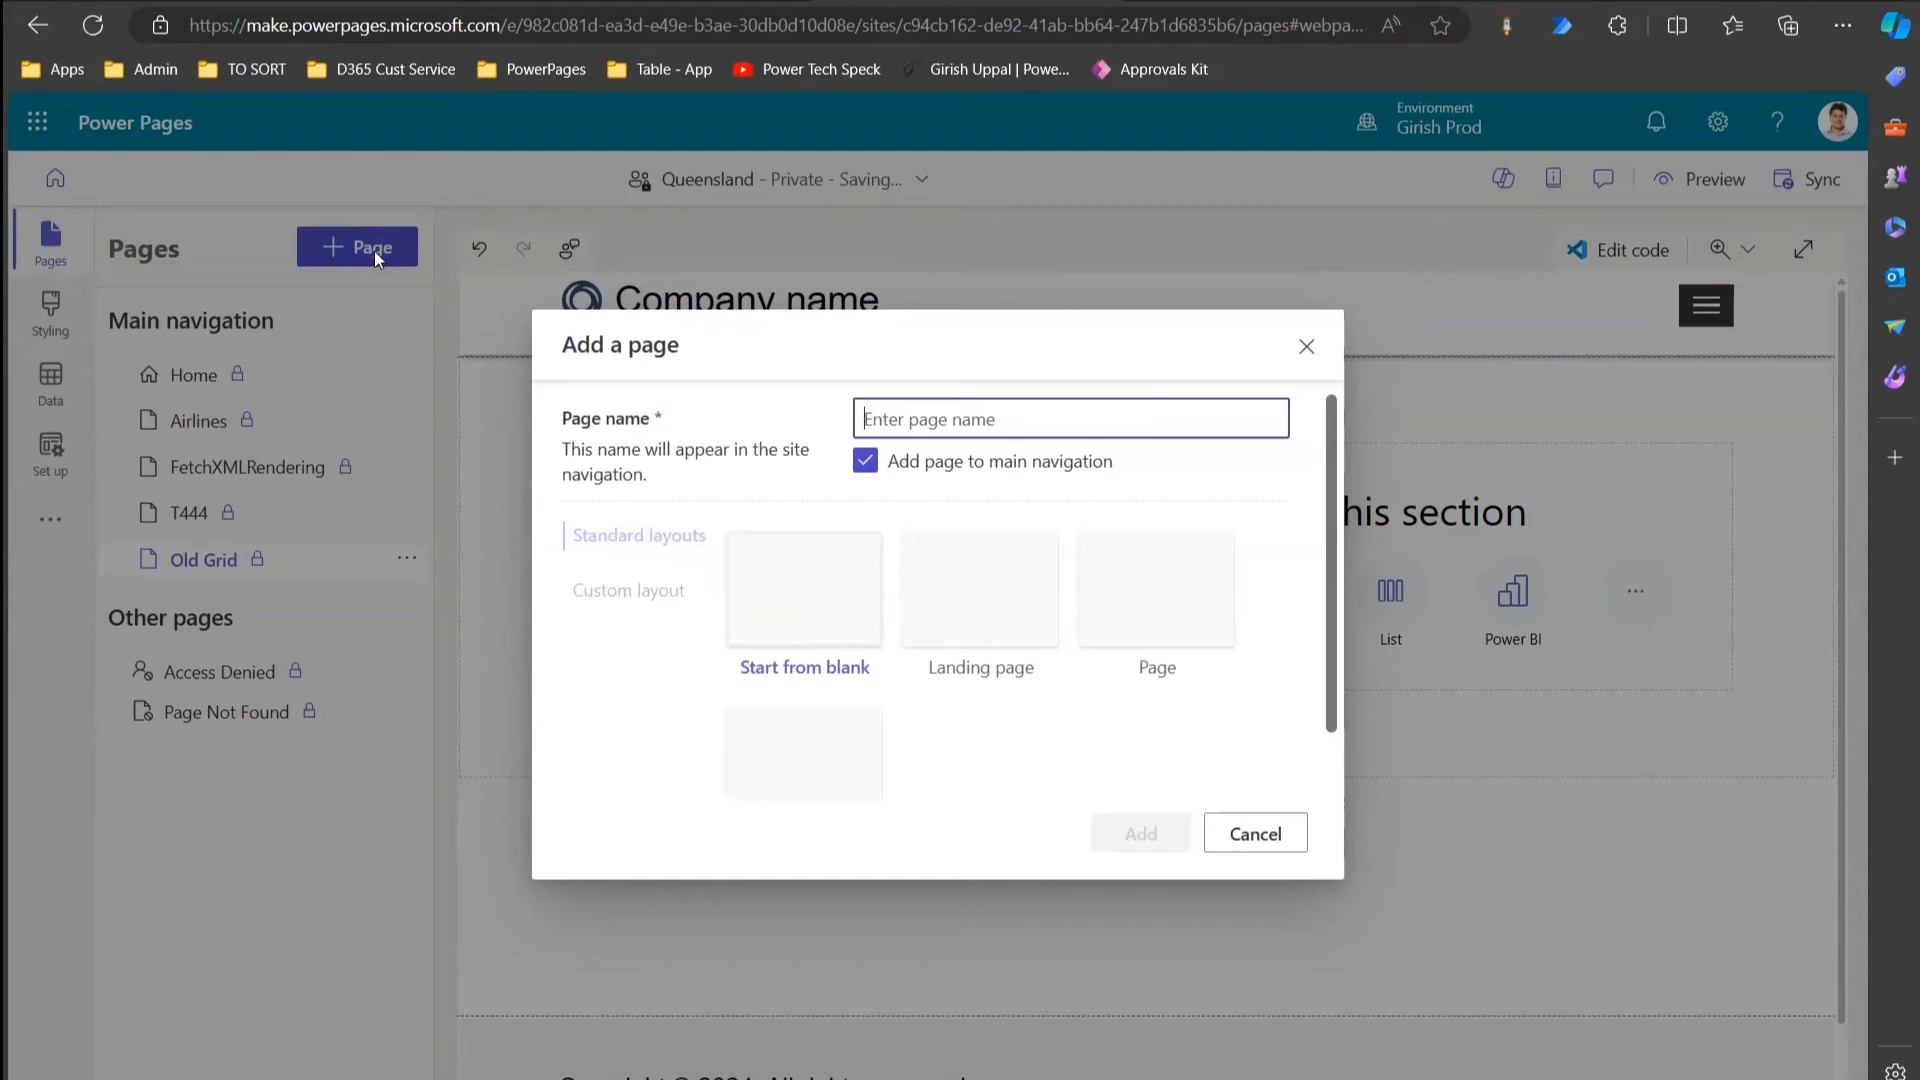 https://make.powerpages.microsoft.com/e/982c081d-ea3d-e49e-b3ae-30db0d10d08e/sites/c94cb162-de92-41ab-bb64-247b1d6835b6/pages#webpa...
Apps
Admin
TO SORT
D365 Cust Service
PowerPages
Table - App
Power Tech Speck
Girish Uppal | Powe...
Approvals Kit
Power Pages
Environment
Girish Prod
Queensland - Private - Saving...
Preview
Sync
Pages
Styling
Data
Set up
Pages
Page
Main navigation
Home
Airlines
FetchXMLRendering
T444
Old Grid
Other pages
Access Denied
Page Not Found
Edit code
Company name
his section
List
Power BI
Add a page
Page name *
This name will appear in the site
navigation.
Enter page name
Add page to main navigation
Standard layouts
Custom layout
Start from blank
Landing page
Page
Add
Cancel